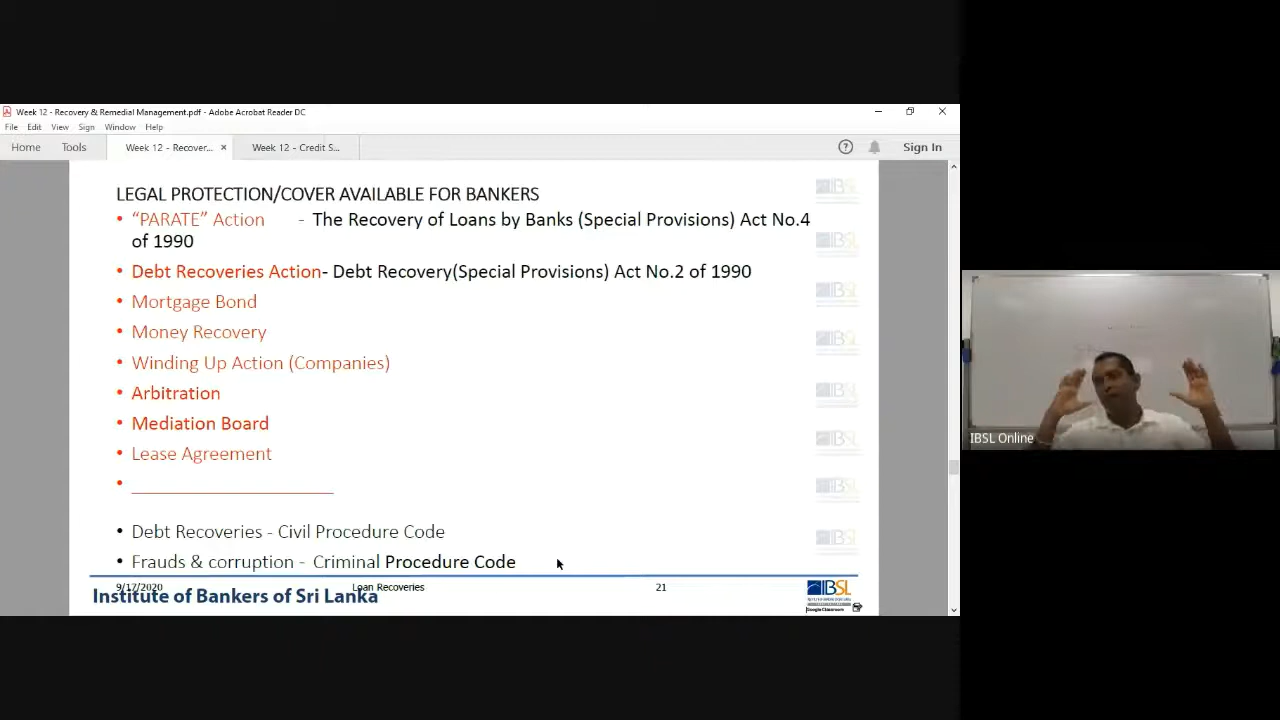 Week 12 - Recovery & Remedial Management.pdf - Adobe Acrobat Reader DC
File Edit View Sign Window Help
Home Tools Week 12 - Recover... × Week 12 - Credit S... Sign In
LEGAL PROTECTION/COVER AVAILABLE FOR BANKERS
• “PARATE” Action - The Recovery of Loans by Banks (Special Provisions) Act No.4
of 1990
• Debt Recoveries Action- Debt Recovery(Special Provisions) Act No.2 of 1990
• Mortgage Bond
• Money Recovery
• Winding Up Action (Companies)
• Arbitration
• Mediation Board
• Lease Agreement
• ____________________
• Debt Recoveries - Civil Procedure Code
• Frauds & corruption - Criminal Procedure Code
9/17/2020 Loan Recoveries 21
Institute of Bankers of Sri Lanka
IBSL
Google Classroom
IBSL Online